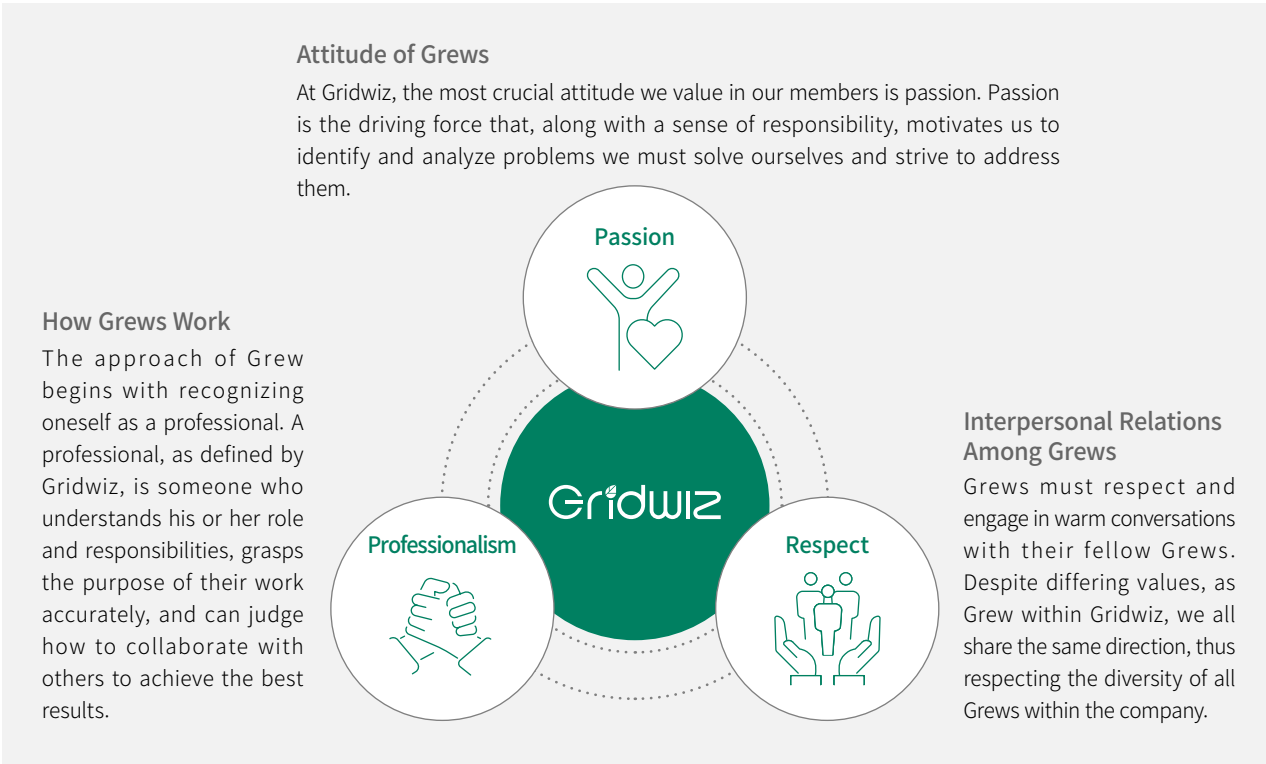 Attitude of Grews
At Gridwiz, the most crucial attitude we value in our members is passion. Passion
is the driving force that, along with a sense of responsibility, motivates us to
identify and analyze problems we must solve ourselves and strive to address
them.
Passion
How Grews Work
The approach of Grew
begins with recognizing
oneself as a professional. A
professional, as defined by
Gridwiz, is someone who
understands his or her role
and responsibilities, grasps
the purpose of their work
accurately, and can judge
how to collaborate with
others to achieve the best
results.
Gridwiz
Professionalism
Respect
Interpersonal Relations
Among Grews
Grews must respect and
engage in warm conversations
with their fellow Grews.
Despite differing values, as
Grew within Gridwiz, we all
share the same direction, thus
respecting the diversity of all
Grews within the company.